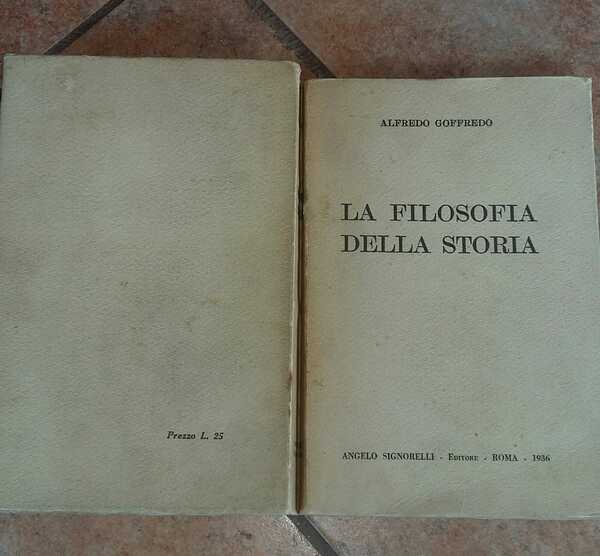 Prezzo L. 25
ALFREDO GOFFREDO
LA FILOSOFIA
DELLA STORIA
ANGELO SIGNORELLI - EDITORE - ROMA - 1936